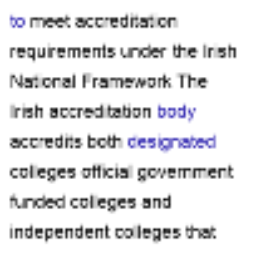 to meet accreditation
requirements under the Irish
National Framework The
Irish accreditation body
accredits both designated
colleges official government
funded colleges and
independent colleges that